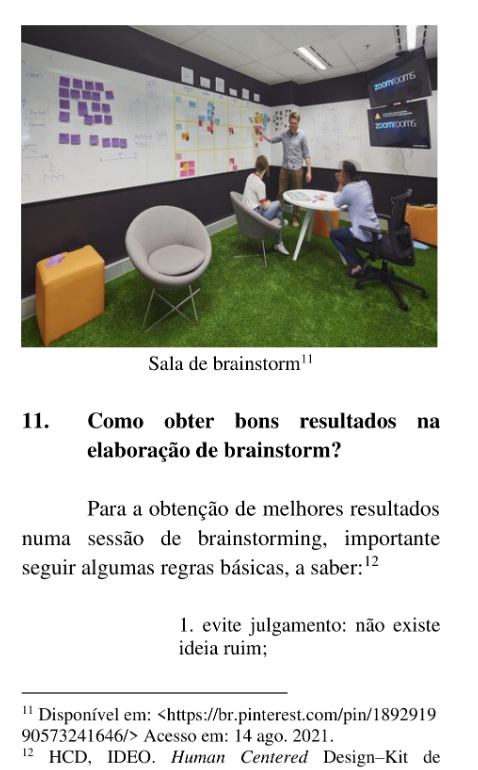 zoomrooms
zoomrooms
Sala de brainstorm¹¹
11. Como obter bons resultados na
elaboração de brainstorm?
Para a obtenção de melhores resultados
numa sessão de brainstorming, importante
seguir algumas regras básicas, a saber:¹²
1. evite julgamento: não existe
ideia ruim;
¹¹ Disponível em: <https://br.pinterest.com/pin/1892919
90573241646/> Acesso em: 14 ago. 2021.
¹² HCD, IDEO. Human Centered Design–Kit de